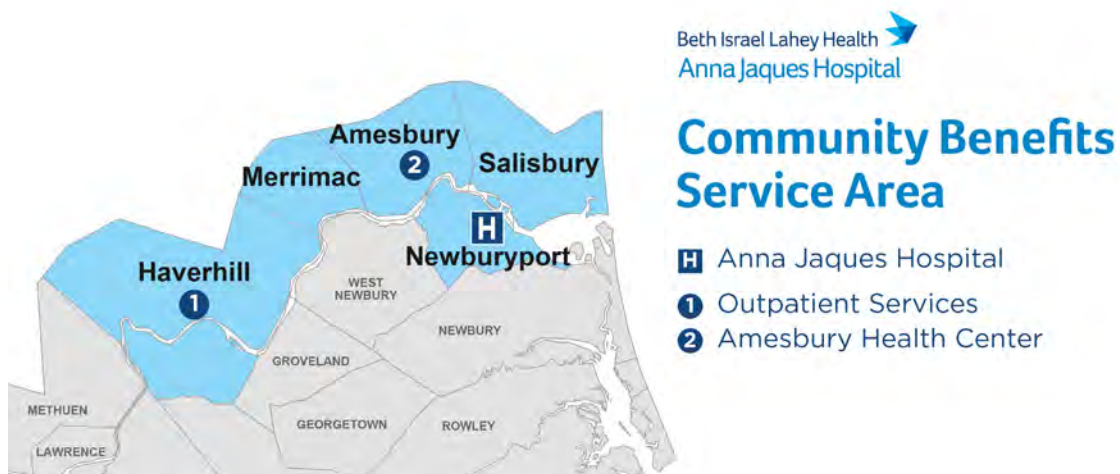 Beth Israel Lahey Health
Anna Jaques Hospital
Community Benefits
Service Area
H Anna Jaques Hospital
1 Outpatient Services
2 Amesbury Health Center
Amesbury
2
Salisbury
Merrimac
H
Newburyport
Haverhill
1
WEST
NEWBURY
NEWBURY
GROVELAND
METHUEN
GEORGETOWN
ROWLEY
LAWRENCE